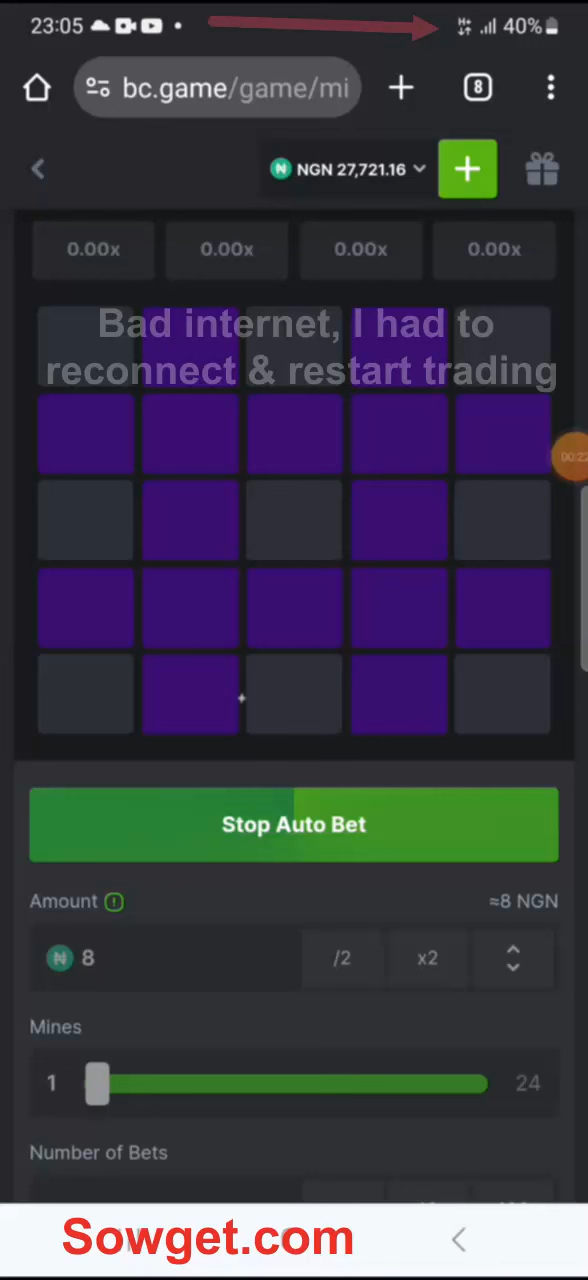 23:05
40%
bc.game/game/mi
8
NGN 27,721.16
0.00x 0.00x 0.00x 0.00x
Bad internet, I had to
reconnect & restart trading
00:22
Stop Auto Bet
Amount ≈8 NGN
8 /2 x2
Mines
1 24
Number of Bets
Sowget.com